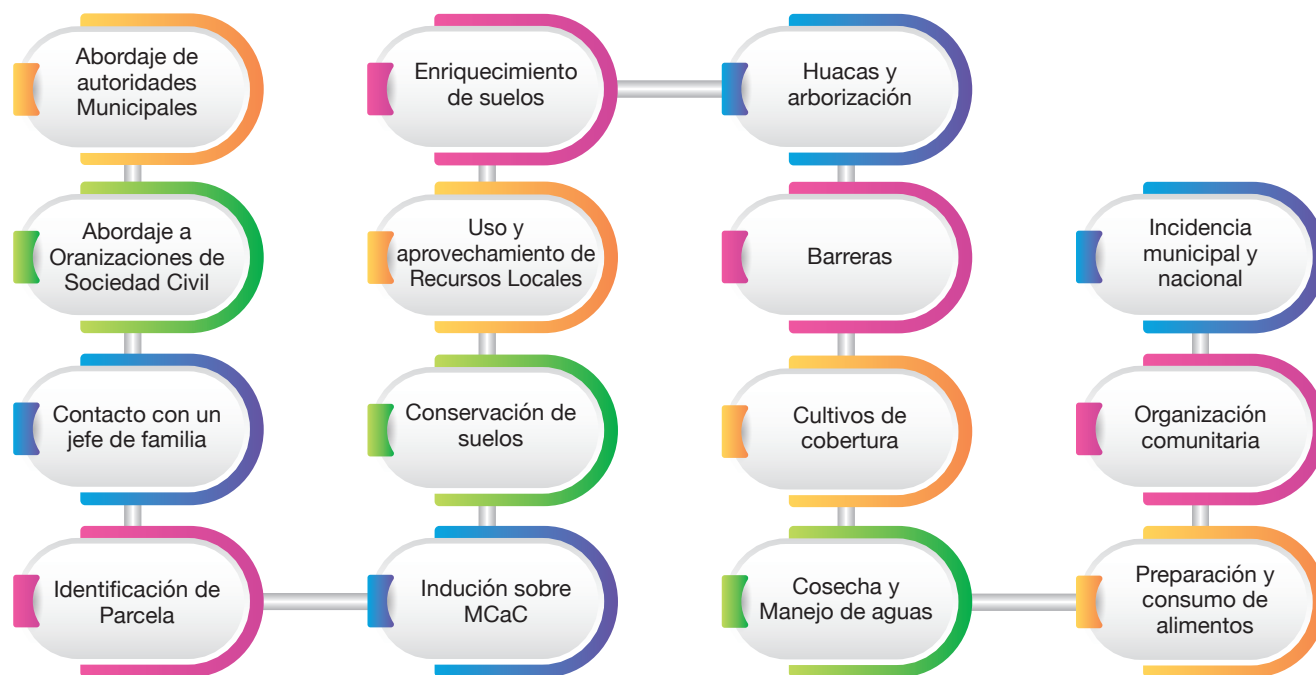 Abordaje de
autoridades
Municipales
Abordaje a
Oranizaciones de
Sociedad Civil
Contacto con un
jefe de familia
Identificación de
Parcela
Indución sobre
MCaC
Conservación de
suelos
Uso y
aprovechamiento de
Recursos Locales
Enriquecimiento
de suelos
Huacas y
arborización
Barreras
Cultivos de
cobertura
Cosecha y
Manejo de aguas
Preparación y
consumo de
alimentos
Organización
comunitaria
Incidencia
municipal y
nacional